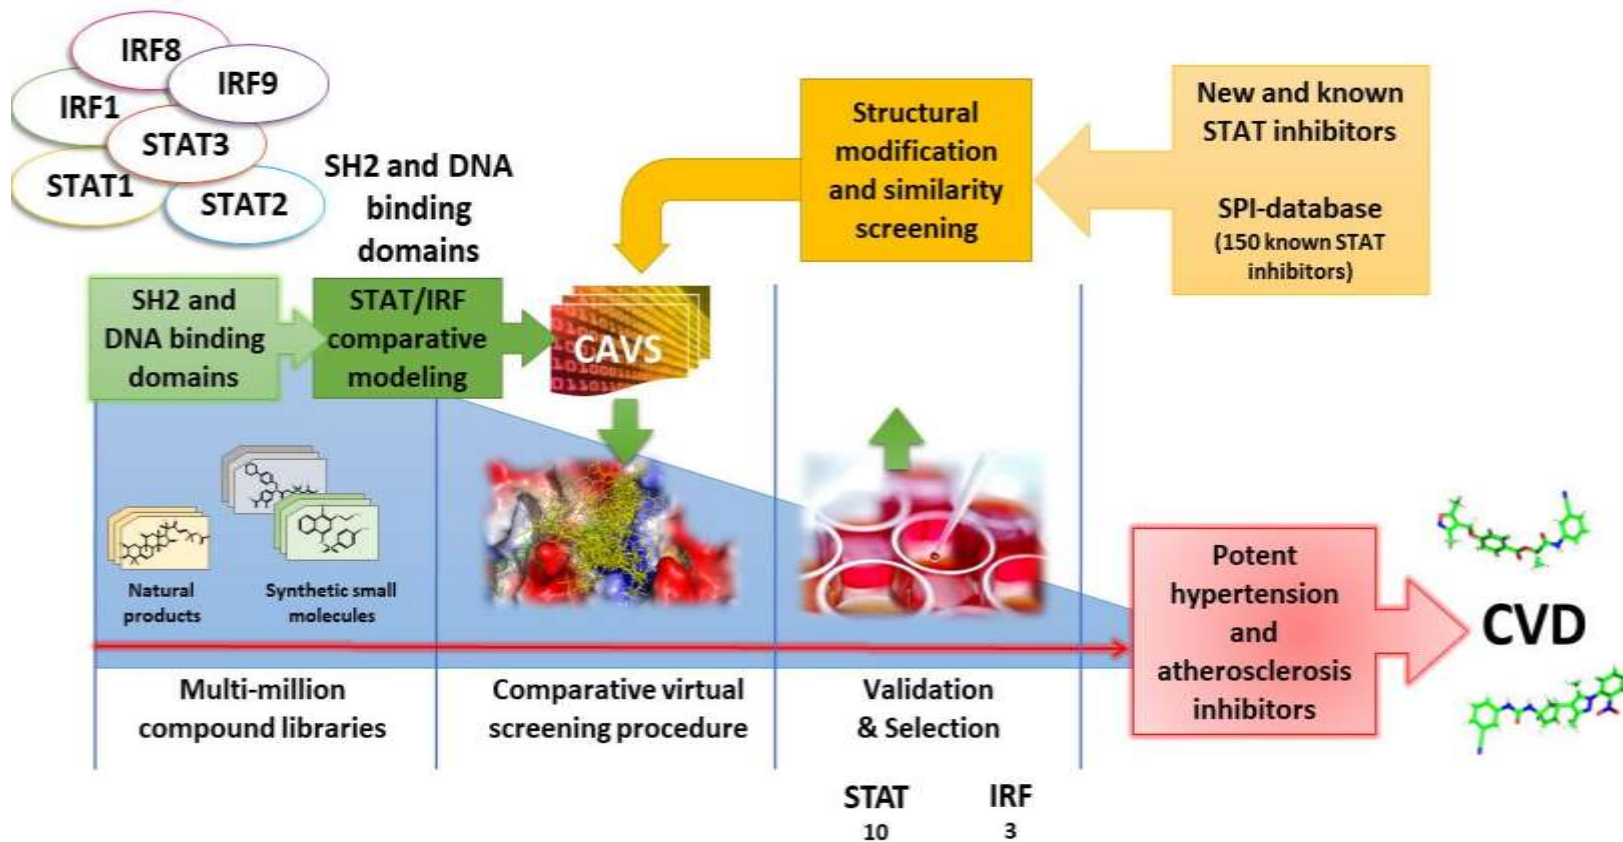 IRF8
IRF9
IRF1
STAT3
STAT1
STAT2
SH2 and DNA
binding
domains
Structural
modification
and similarity
screening
New and known
STAT inhibitors
SPI-database
(150 known STAT
inhibitors)
SH2 and
DNA binding
domains
STAT/IRF
comparative
modeling
CAVS
Natural
products
Synthetic small
molecules
Multi-million
compound libraries
Comparative virtual
screening procedure
Validation
& Selection
Potent
hypertension
and
atherosclerosis
inhibitors
CVD
STAT
10
IRF
3